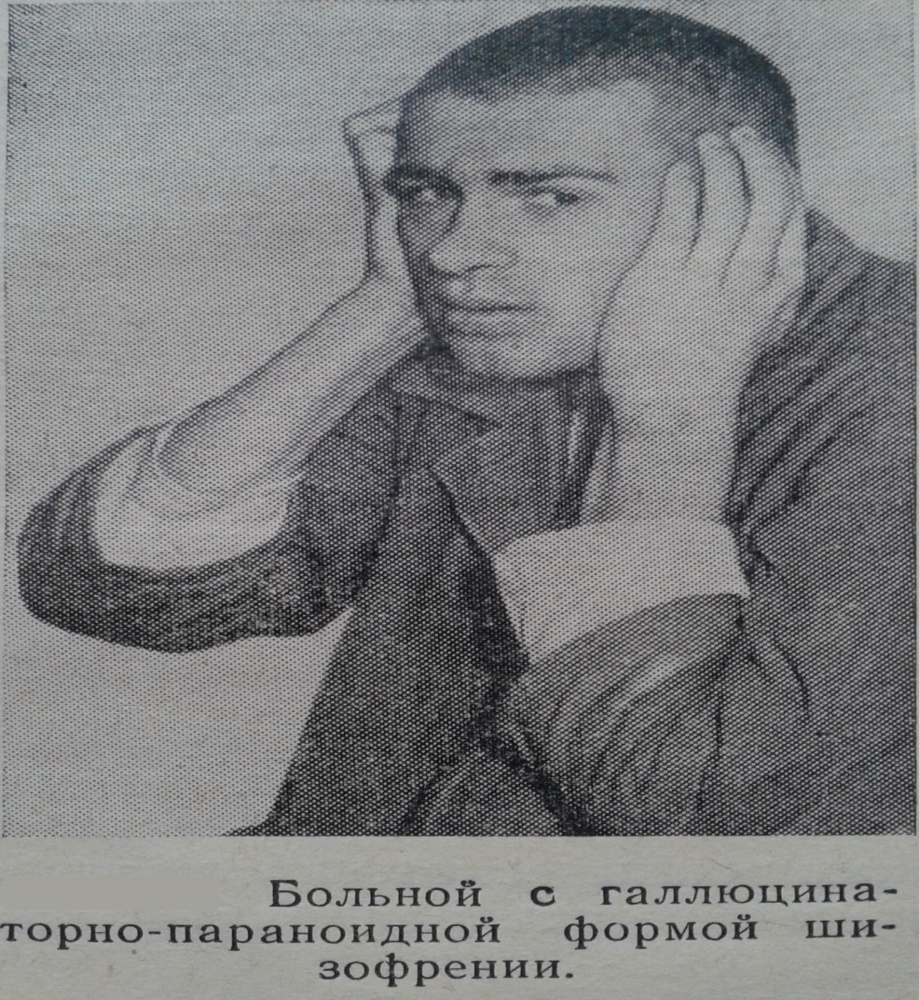 Больной с галлюцина-
торно-параноидной формой ши-
зофрении.